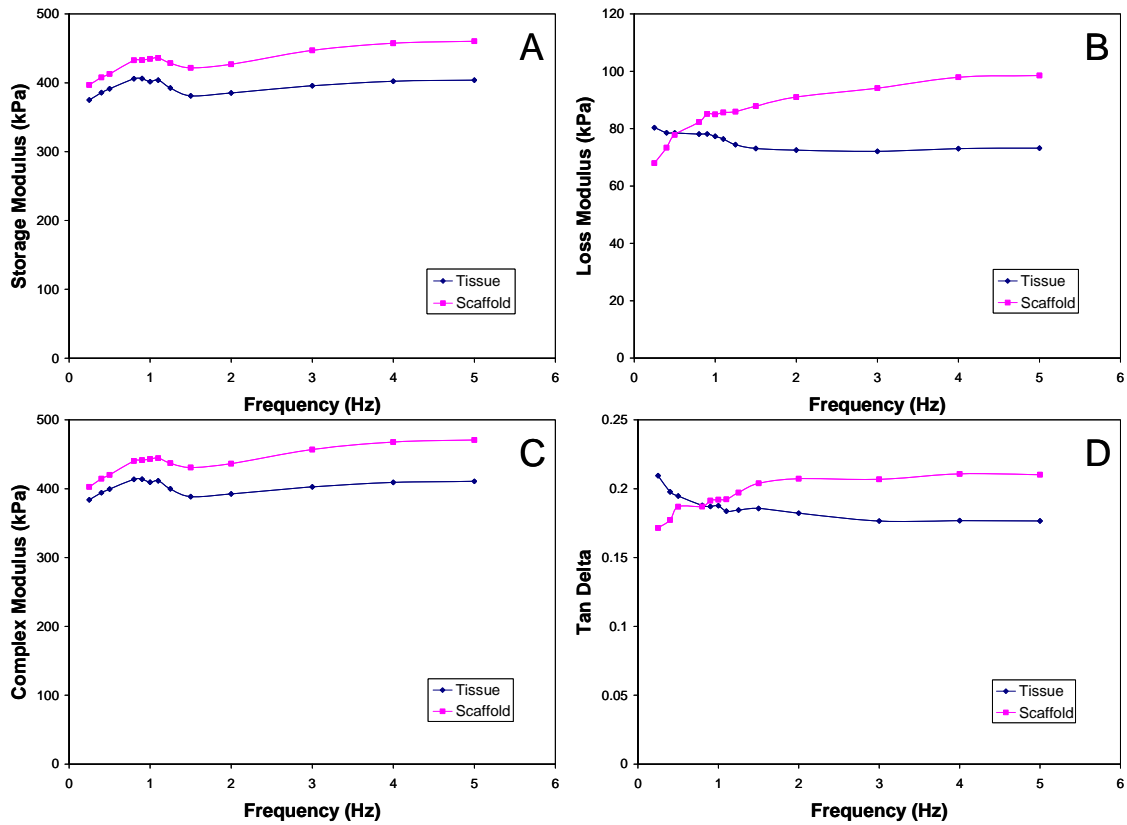 A
Storage Modulus (kPa)
500
400
300
200
100
0
0 1 2 3 4 5 6
Frequency (Hz)
Tissue
Scaffold
B
Loss Modulus (kPa)
120
100
80
60
40
20
0
0 1 2 3 4 5 6
Frequency (Hz)
Tissue
Scaffold
C
Complex Modulus (kPa)
500
400
300
200
100
0
0 1 2 3 4 5 6
Frequency (Hz)
Tissue
Scaffold
D
Tan Delta
0.25
0.2
0.15
0.1
0.05
0
0 1 2 3 4 5 6
Frequency (Hz)
Tissue
Scaffold